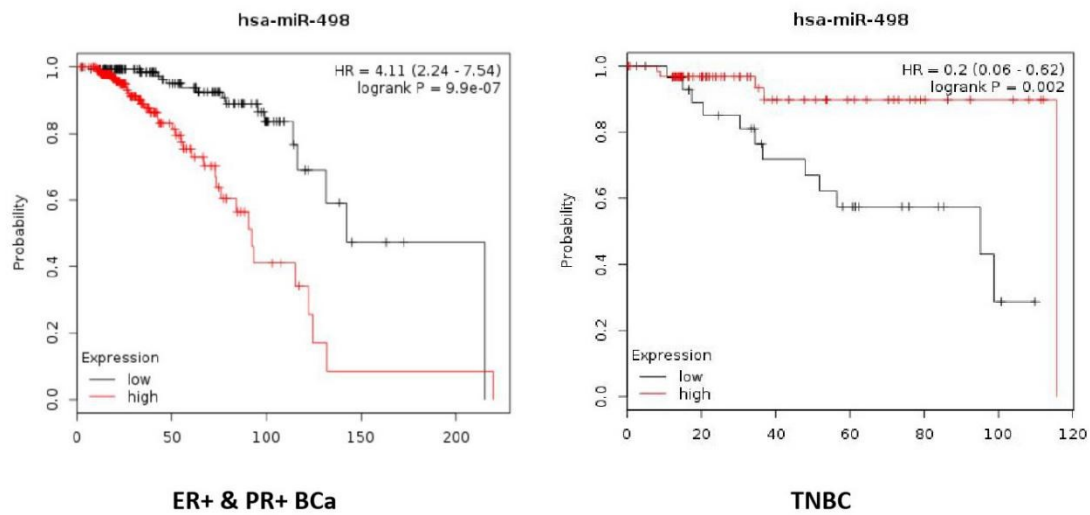 hsa-miR-498
HR = 4.11 (2.24 - 7.54)
logrank P = 9.9e-07
Probability
1.0
0.8
0.6
0.4
0.2
0.0
Expression
low
high
0 50 100 150 200
ER+ & PR+ BCa
hsa-miR-498
HR = 0.2 (0.06 - 0.62)
logrank P = 0.002
Probability
1.0
0.8
0.6
0.4
0.2
0.0
Expression
low
high
0 20 40 60 80 100 120
TNBC